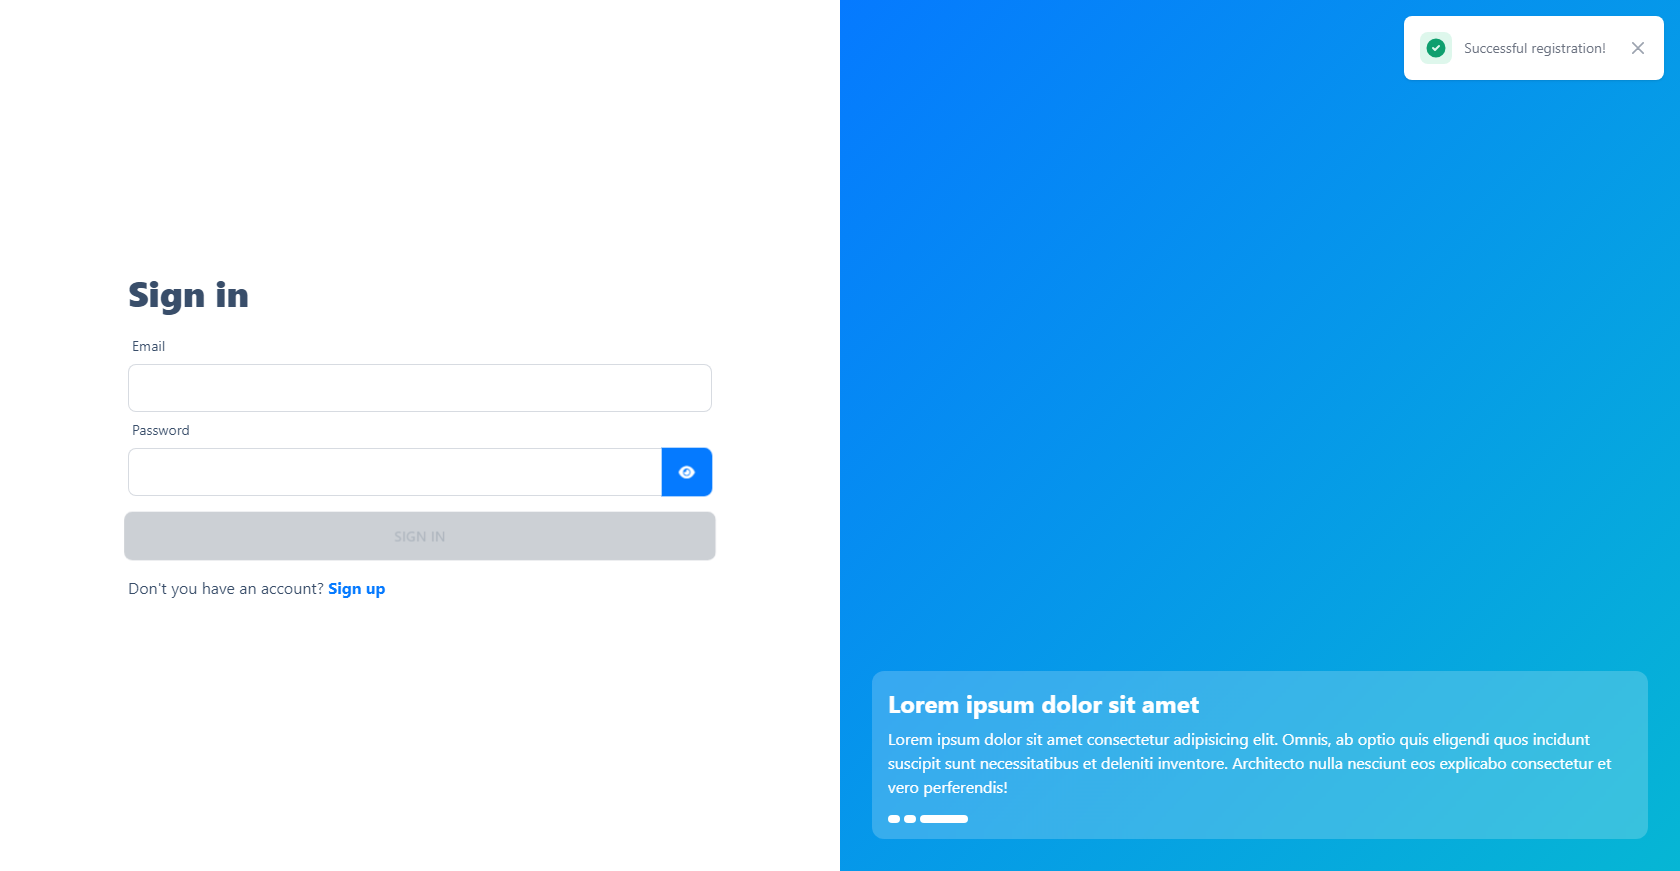 Successful registration!
Sign in
Email
Password
SIGN IN
Don't you have an account? Sign up
Lorem ipsum dolor sit amet
Lorem ipsum dolor sit amet consectetur adipisicing elit. Omnis, ab optio quis eligendi quos incidunt
suscipit sunt necessitatibus et deleniti inventore. Architecto nulla nesciunt eos explicabo consectetur et
vero perferendis!